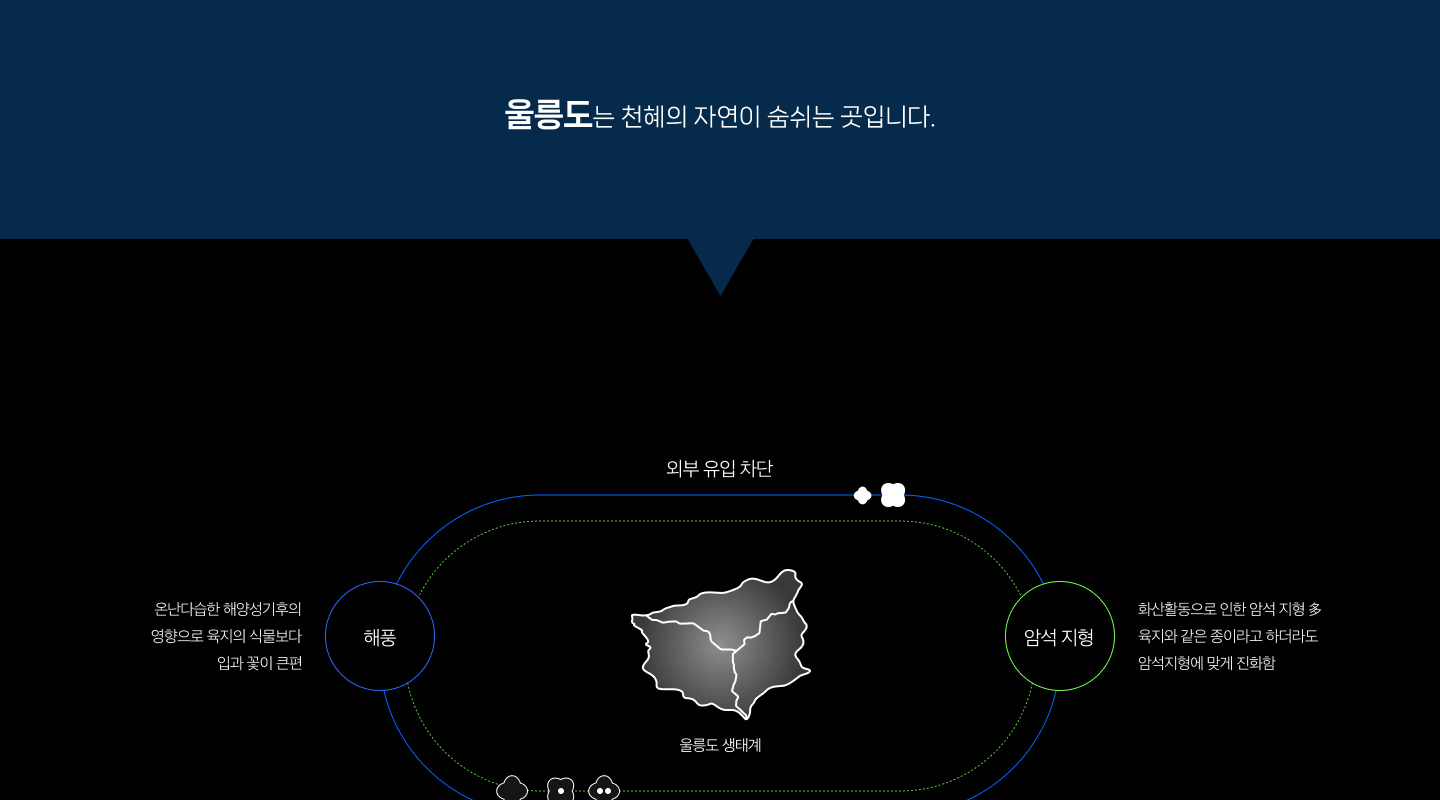 울릉도는 천혜의 자연이 숨쉬는 곳입니다.
외부 유입 차단
온난다습한 해양성기후의
영향으로 육지의 식물보다
입과 꽃이 큰편
해풍
암석 지형
화산활동으로 인한 암석 지형 多
육지와 같은 종이라고 하더라도
암석지형에 맞게 진화함
울릉도 생태계